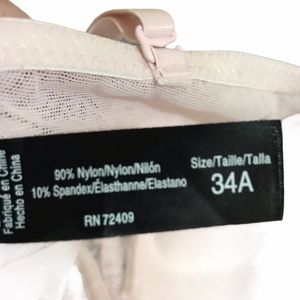 Fabriqué en Chine
Hecho en China
90% Nylon/Nylon/Nilón
10% Spandex/Élasthanne/Elastano
RN 72409
Size/Taille/Talla
34A